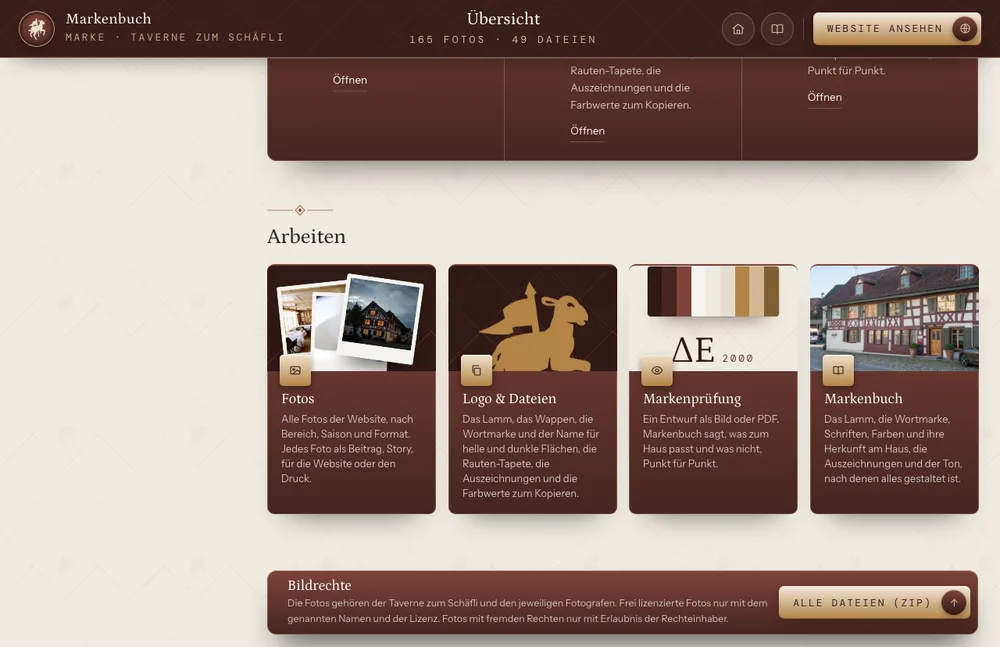 Markenbuch
MARKE · TAVERNE ZUM SCHÄFLI
Übersicht
165 FOTOS · 49 DATEIEN
WEBSITE ANSEHEN
Öffnen
Rauten-Tapete, die
Auszeichnungen und die
Farbwerte zum Kopieren.
Öffnen
Punkt für Punkt.
Öffnen
Arbeiten
Fotos
Alle Fotos der Website, nach
Bereich, Saison und Format.
Jedes Foto als Beitrag, Story,
für die Website oder den
Druck.
Logo & Dateien
Das Lamm, das Wappen, die
Wortmarke und der Name für
helle und dunkle Flächen, die
Rauten-Tapete, die
Auszeichnungen und die
Farbwerte zum Kopieren.
ΔE 2000
Markenprüfung
Ein Entwurf als Bild oder PDF.
Markenbuch sagt, was zum
Haus passt und was nicht,
Punkt für Punkt.
Markenbuch
Das Lamm, die Wortmarke,
Schriften, Farben und ihre
Herkunft am Haus, die
Auszeichnungen und der Ton,
nach denen alles gestaltet ist.
Bildrechte
Die Fotos gehören der Taverne zum Schäfli und den jeweiligen Fotografen. Frei lizenzierte Fotos nur mit dem
genannten Namen und der Lizenz. Fotos mit fremden Rechten nur mit Erlaubnis der Rechteinhaber.
ALLE DATEIEN (ZIP)